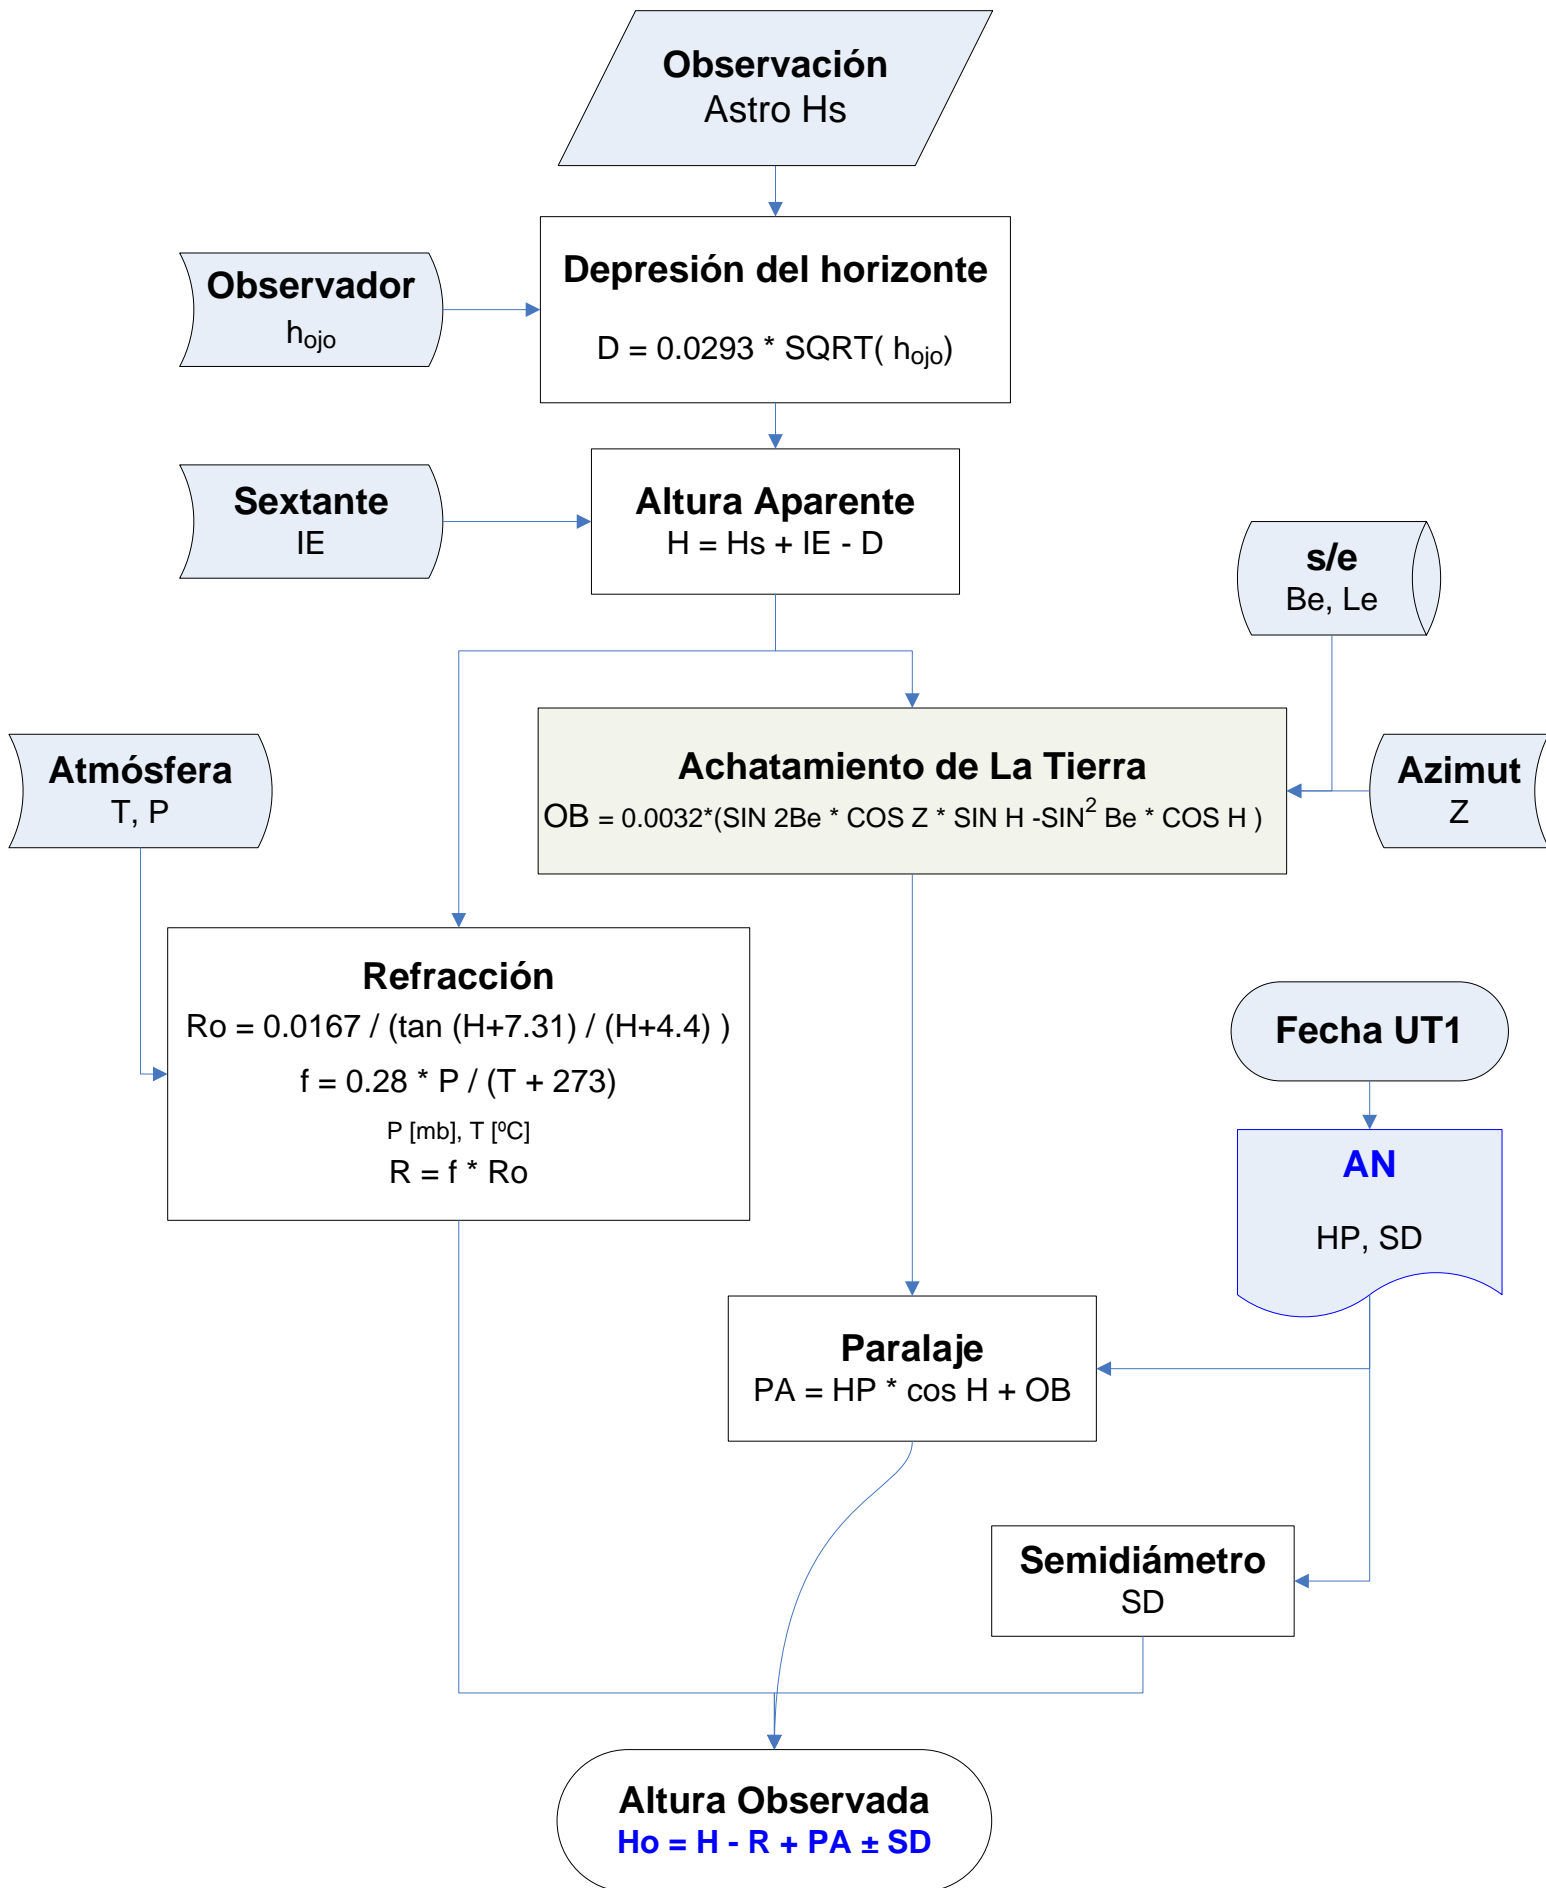 Observación
Astro Hs
Depresión del horizonte
D = 0.0293 * SQRT( hojo)
Observador
hojo
Altura Aparente
H = Hs + IE - D
Sextante
IE
s/e
Be, Le
Achatamiento de La Tierra
OB = 0.0032*(SIN 2Be * COS Z * SIN H -SIN² Be * COS H )
Azimut
Z
Atmósfera
T, P
Refracción
Ro = 0.0167 / (tan (H+7.31) / (H+4.4) )
f = 0.28 * P / (T + 273)
P [mb], T [ºC]
R = f * Ro
Fecha UT1
AN
HP, SD
Paralaje
PA = HP * cos H + OB
Semidiámetro
SD
Altura Observada
Ho = H - R + PA ± SD